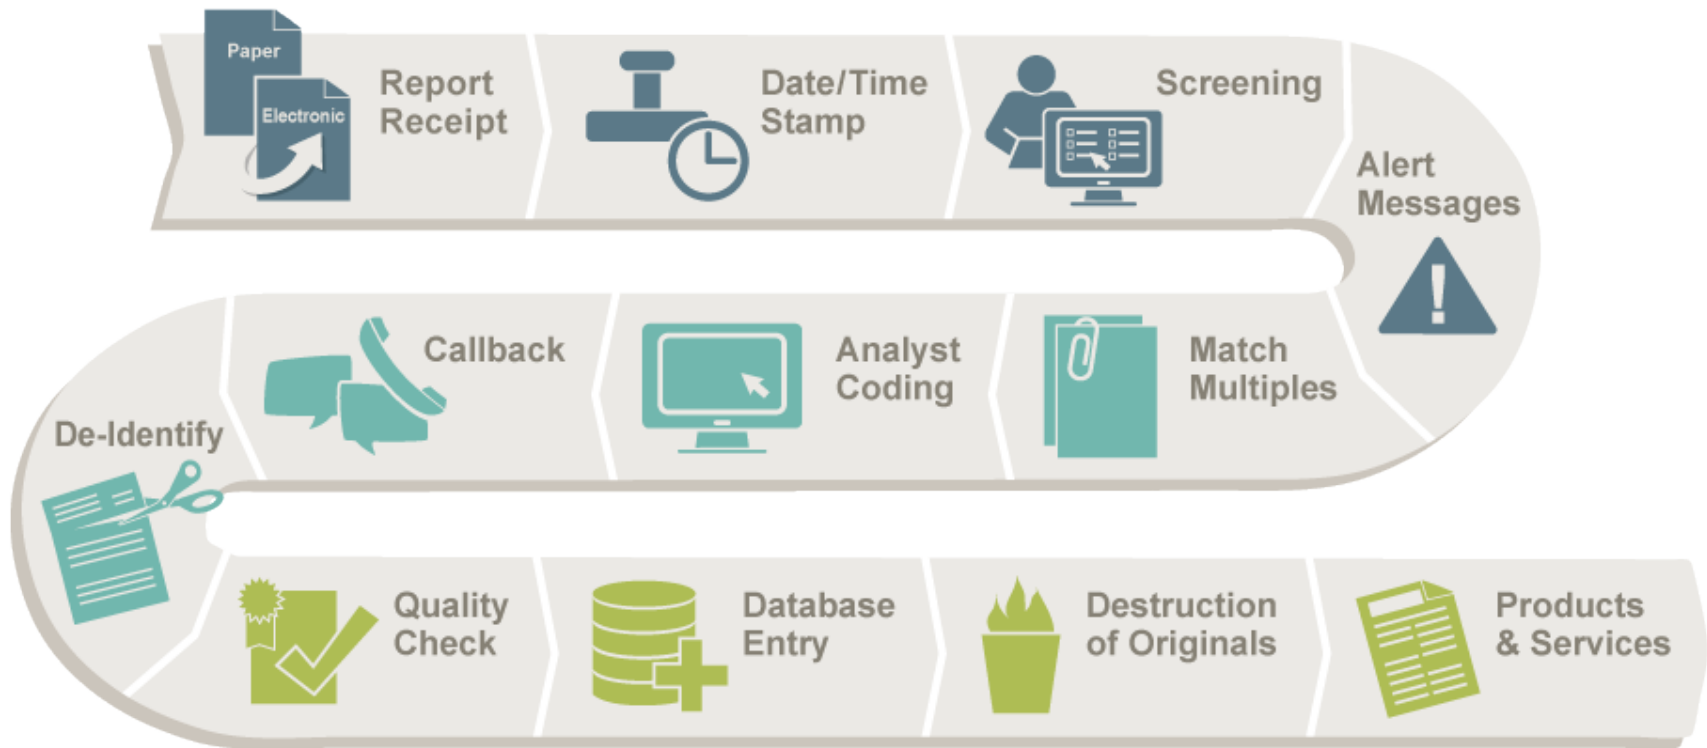 Paper
Electronic
Report
Receipt
Date/Time
Stamp
Screening
Alert
Messages
Match
Multiples
Analyst
Coding
Callback
De-Identify
Quality
Check
Database
Entry
Destruction
of Originals
Products
& Services